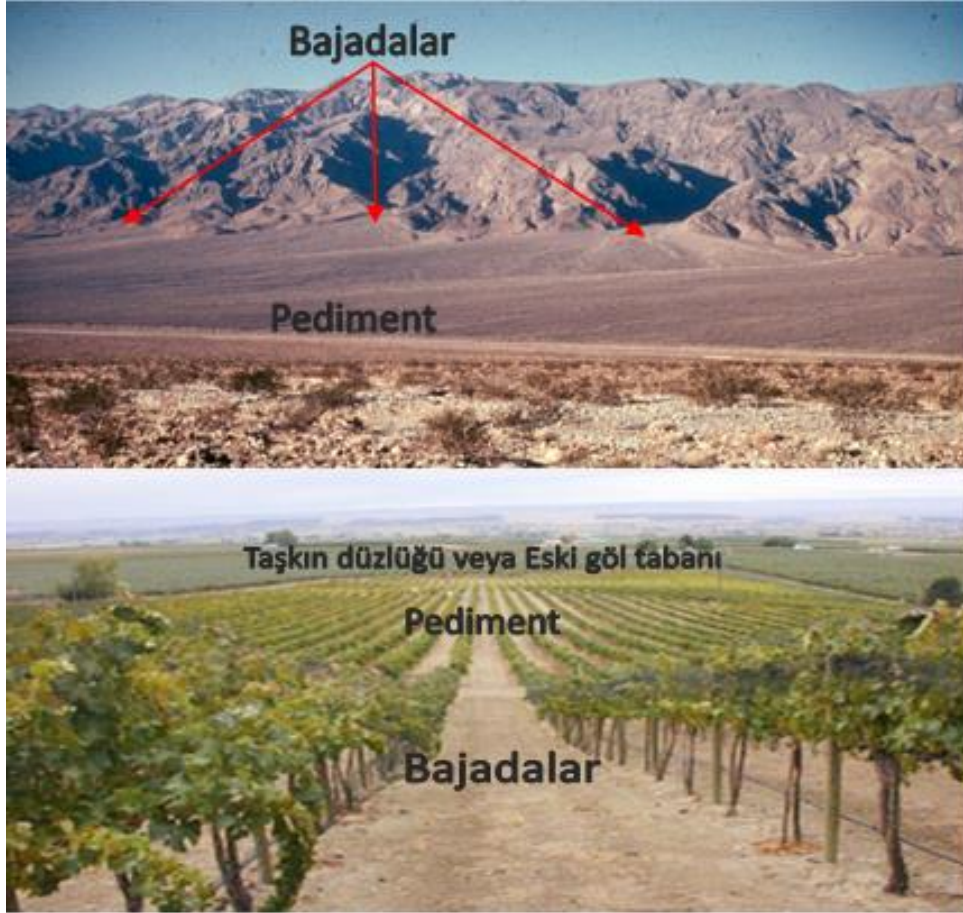 Bajadalar
Pediment
Taşkın düzlüğü veya Eski göl tabanı
Pediment
Bajadalar